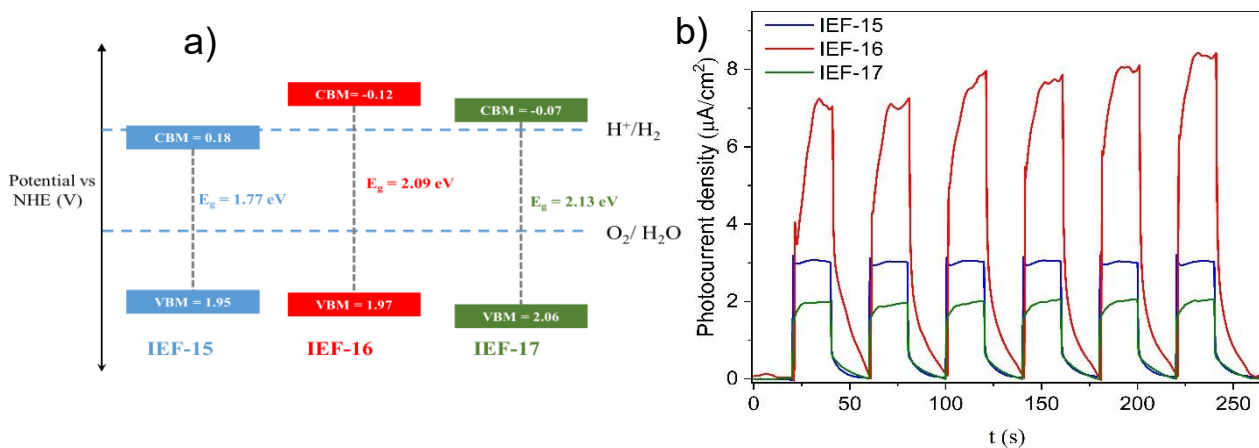 a)
CBM= -0.12
CBM = -0.07
CBM = 0.18
H⁺/H₂
Potential vs
NHE (V)
E_g = 1.77 eV
E_g = 2.09 eV
E_g = 2.13 eV
O₂/ H₂O
VBM = 1.95
VBM = 1.97
VBM = 2.06
IEF-15
IEF-16
IEF-17
b)
IEF-15
IEF-16
IEF-17
Photocurrent density (μA/cm²)
8
6
4
2
0
0
50
100
150
200
250
t (s)